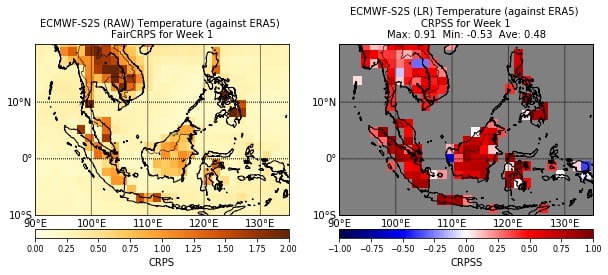 ECMWF-S2S (RAW) Temperature (against ERA5)
FairCRPS for Week 1
10°N
0°
10°S
90°E 100°E 110°E 120°E 130°E
0.00 0.25 0.50 0.75 1.00 1.25 1.50 1.75 2.00
CRPS
ECMWF-S2S (LR) Temperature (against ERA5)
CRPSS for Week 1
Max: 0.91 Min: -0.53 Ave: 0.48
10°N
0°
10°S
90°E 100°E 110°E 120°E 130°E
−1.00 −0.75 −0.50 −0.25 0.00 0.25 0.50 0.75 1.00
CRPSS